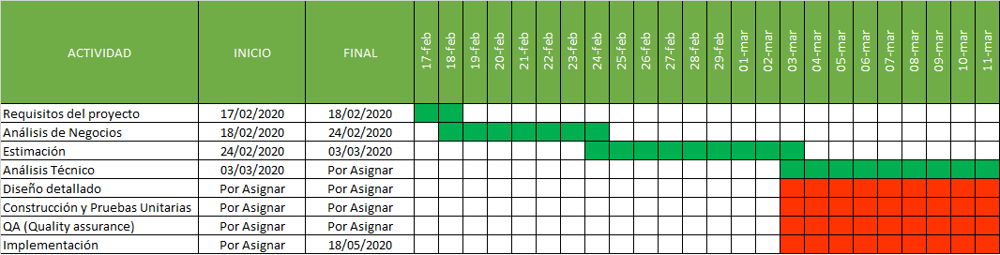 ACTIVIDAD INICIO FINAL 17-feb 18-feb 19-feb 20-feb 21-feb 22-feb 23-feb 24-feb 25-feb 26-feb 27-feb 28-feb 29-feb 01-mar 02-mar 03-mar 04-mar 05-mar 06-mar 07-mar 08-mar 09-mar 10-mar 11-mar
Requisitos del proyecto 17/02/2020 18/02/2020
Análisis de Negocios 18/02/2020 24/02/2020
Estimación 24/02/2020 03/03/2020
Análisis Técnico 03/03/2020 Por Asignar
Diseño detallado Por Asignar Por Asignar
Construcción y Pruebas Unitarias Por Asignar Por Asignar
QA (Quality assurance) Por Asignar Por Asignar
Implementación Por Asignar 18/05/2020